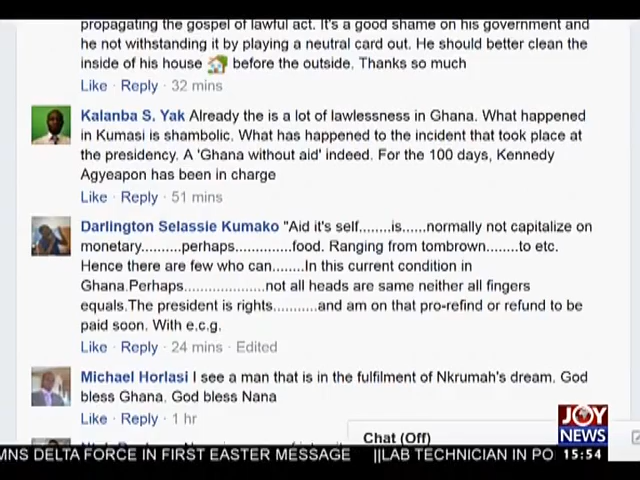 propagating the gospel of lawful act. It's a good shame on his government and
he not withstanding it by playing a neutral card out. He should better clean the
inside of his house 🏡 before the outside. Thanks so much
Like · Reply · 32 mins
Kalanba S. Yak Already the is a lot of lawlessness in Ghana. What happened
in Kumasi is shambolic. What has happened to the incident that took place at
the presidency. A 'Ghana without aid' indeed. For the 100 days, Kennedy
Agyeapon has been in charge
Like · Reply · 51 mins
Darlington Selassie Kumako "Aid it's self........is......normally not capitalize on
monetary..........perhaps..............food. Ranging from tombrown........to etc.
Hence there are few who can........In this current condition in
Ghana.Perhaps....................not all heads are same neither all fingers
equals.The president is rights...........and am on that pro-refind or refund to be
paid soon. With e.c.g.
Like · Reply · 24 mins · Edited
Michael Horlasi I see a man that is in the fulfilment of Nkrumah's dream. God
bless Ghana. God bless Nana
Like · Reply · 1 hr
Chat (Off)
JOY
NEWS
MNS DELTA FORCE IN FIRST EASTER MESSAGE ||LAB TECHNICIAN IN PO 15:54